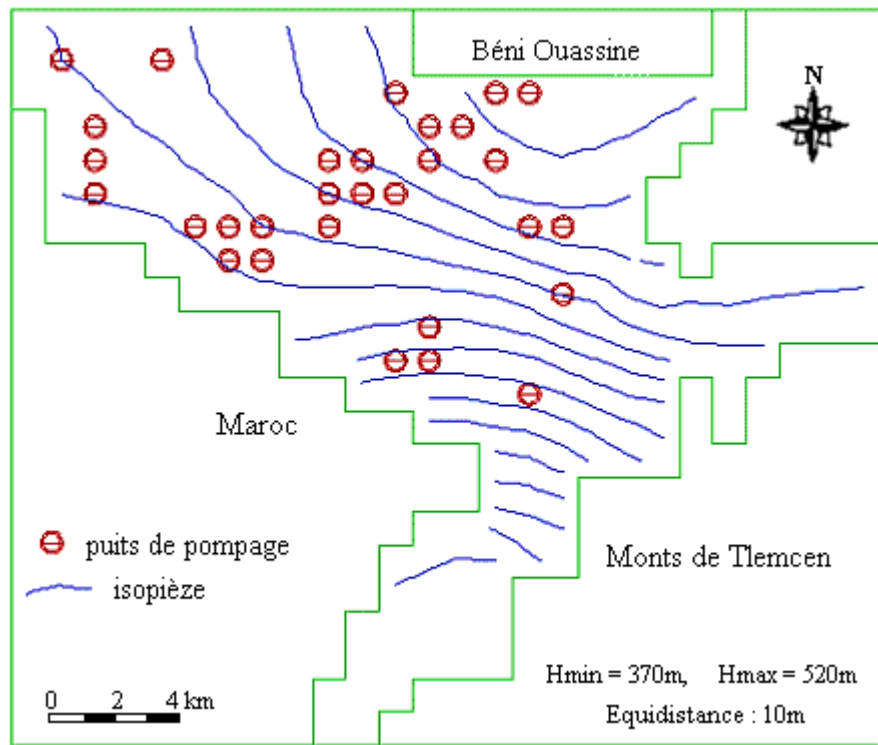 Béni Ouassine
N
Maroc
puits de pompage
isopièze
Monts de Tlemcen
0 2 4 km
Hmin = 370m, Hmax = 520m
Equidistance : 10m